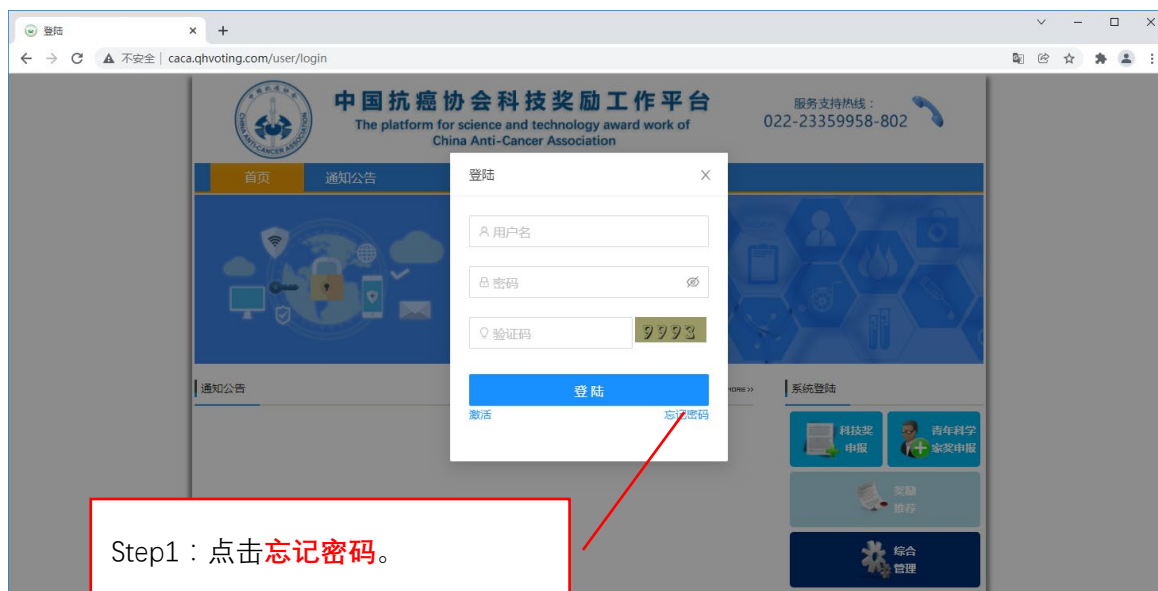 登陆
不安全 | caca.qhvoting.com/user/login
中国抗癌协会科技奖励工作平台
The platform for science and technology award work of
China Anti-Cancer Association
服务支持热线：
022-23359958-802
首页
通知公告
登陆
用户名
密码
验证码
9993
登 陆
激活
忘记密码
通知公告
MORE >>
系统登陆
科技奖
申报
青年科学
家奖申报
奖励
推荐
综合
管理
Step1：点击忘记密码。